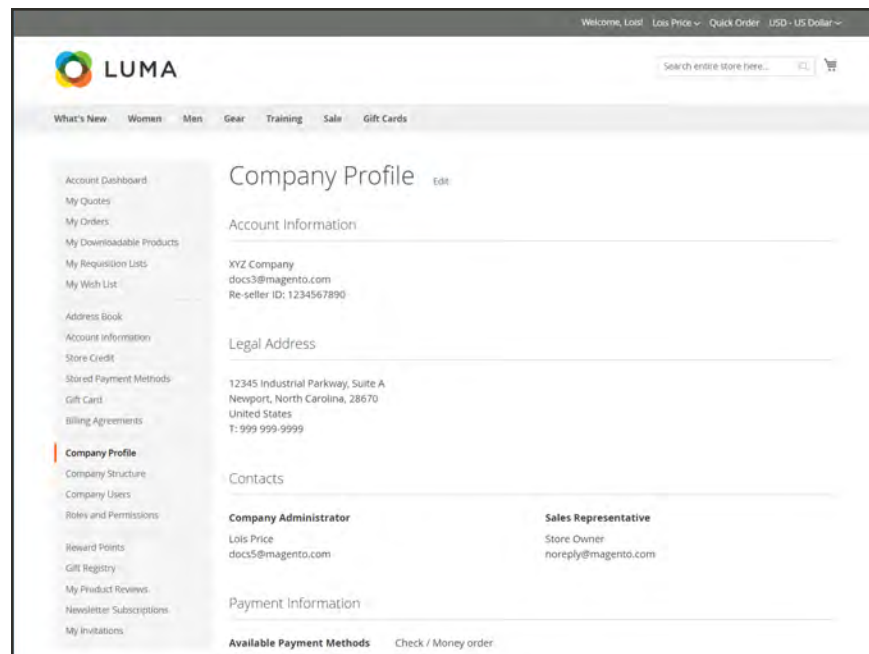 Welcome, Lois! Lois Price Quick Order USD - US Dollar
LUMA
Search entire store here...
What's New Women Men Gear Training Sale Gift Cards
Account Dashboard
My Quotes
My Orders
My Downloadable Products
My Requisition Lists
My Wish List
Address Book
Account Information
Store Credit
Stored Payment Methods
Gift Card
Billing Agreements
Company Profile
Company Structure
Company Users
Roles and Permissions
Reward Points
Gift Registry
My Product Reviews
Newsletter Subscriptions
My Invitations
Company Profile Edit
Account Information
XYZ Company
docs3@magento.com
Re-seller ID: 1234567890
Legal Address
12345 Industrial Parkway, Suite A
Newport, North Carolina, 28670
United States
T: 999 999-9999
Contacts
Company Administrator
Lois Price
docs5@magento.com
Sales Representative
Store Owner
noreply@magento.com
Payment Information
Available Payment Methods Check / Money order